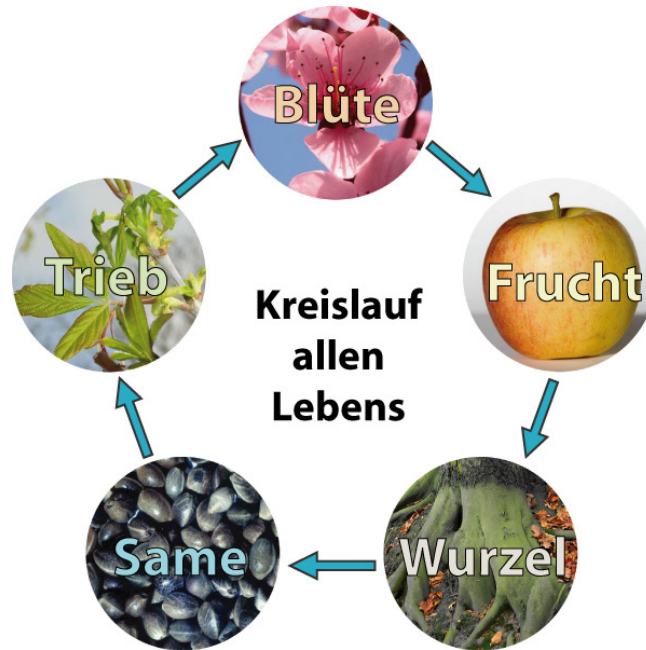 Blüte
Trieb
Frucht
Kreislauf
allen
Lebens
Same
Wurzel